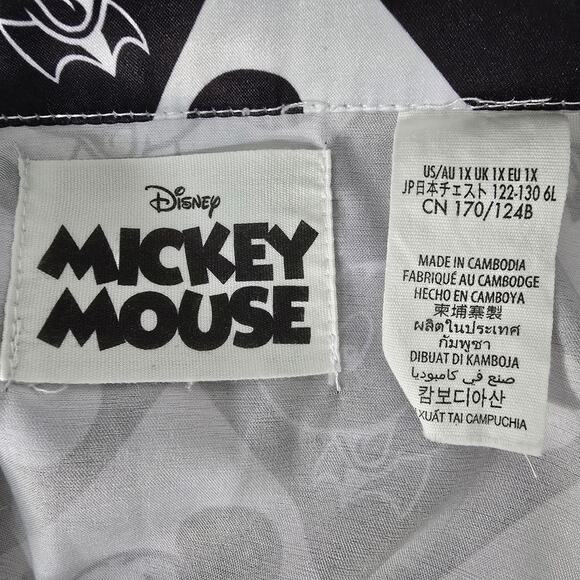 Disney
MICKEY
MOUSE
US/AU 1X UK 1X EU 1X
JP日本チェスト 122-130 6L
CN 170/124B
MADE IN CAMBODIA
FABRIQUÉ AU CAMBODGE
HECHO EN CAMBOYA
柬埔寨製
ผลิตในประเทศ
กัมพูชา
DIBUAT DI KAMBOJA
صنع في كامبوديا
캄보디아산
XUẤT TẠI CAMPUCHIA